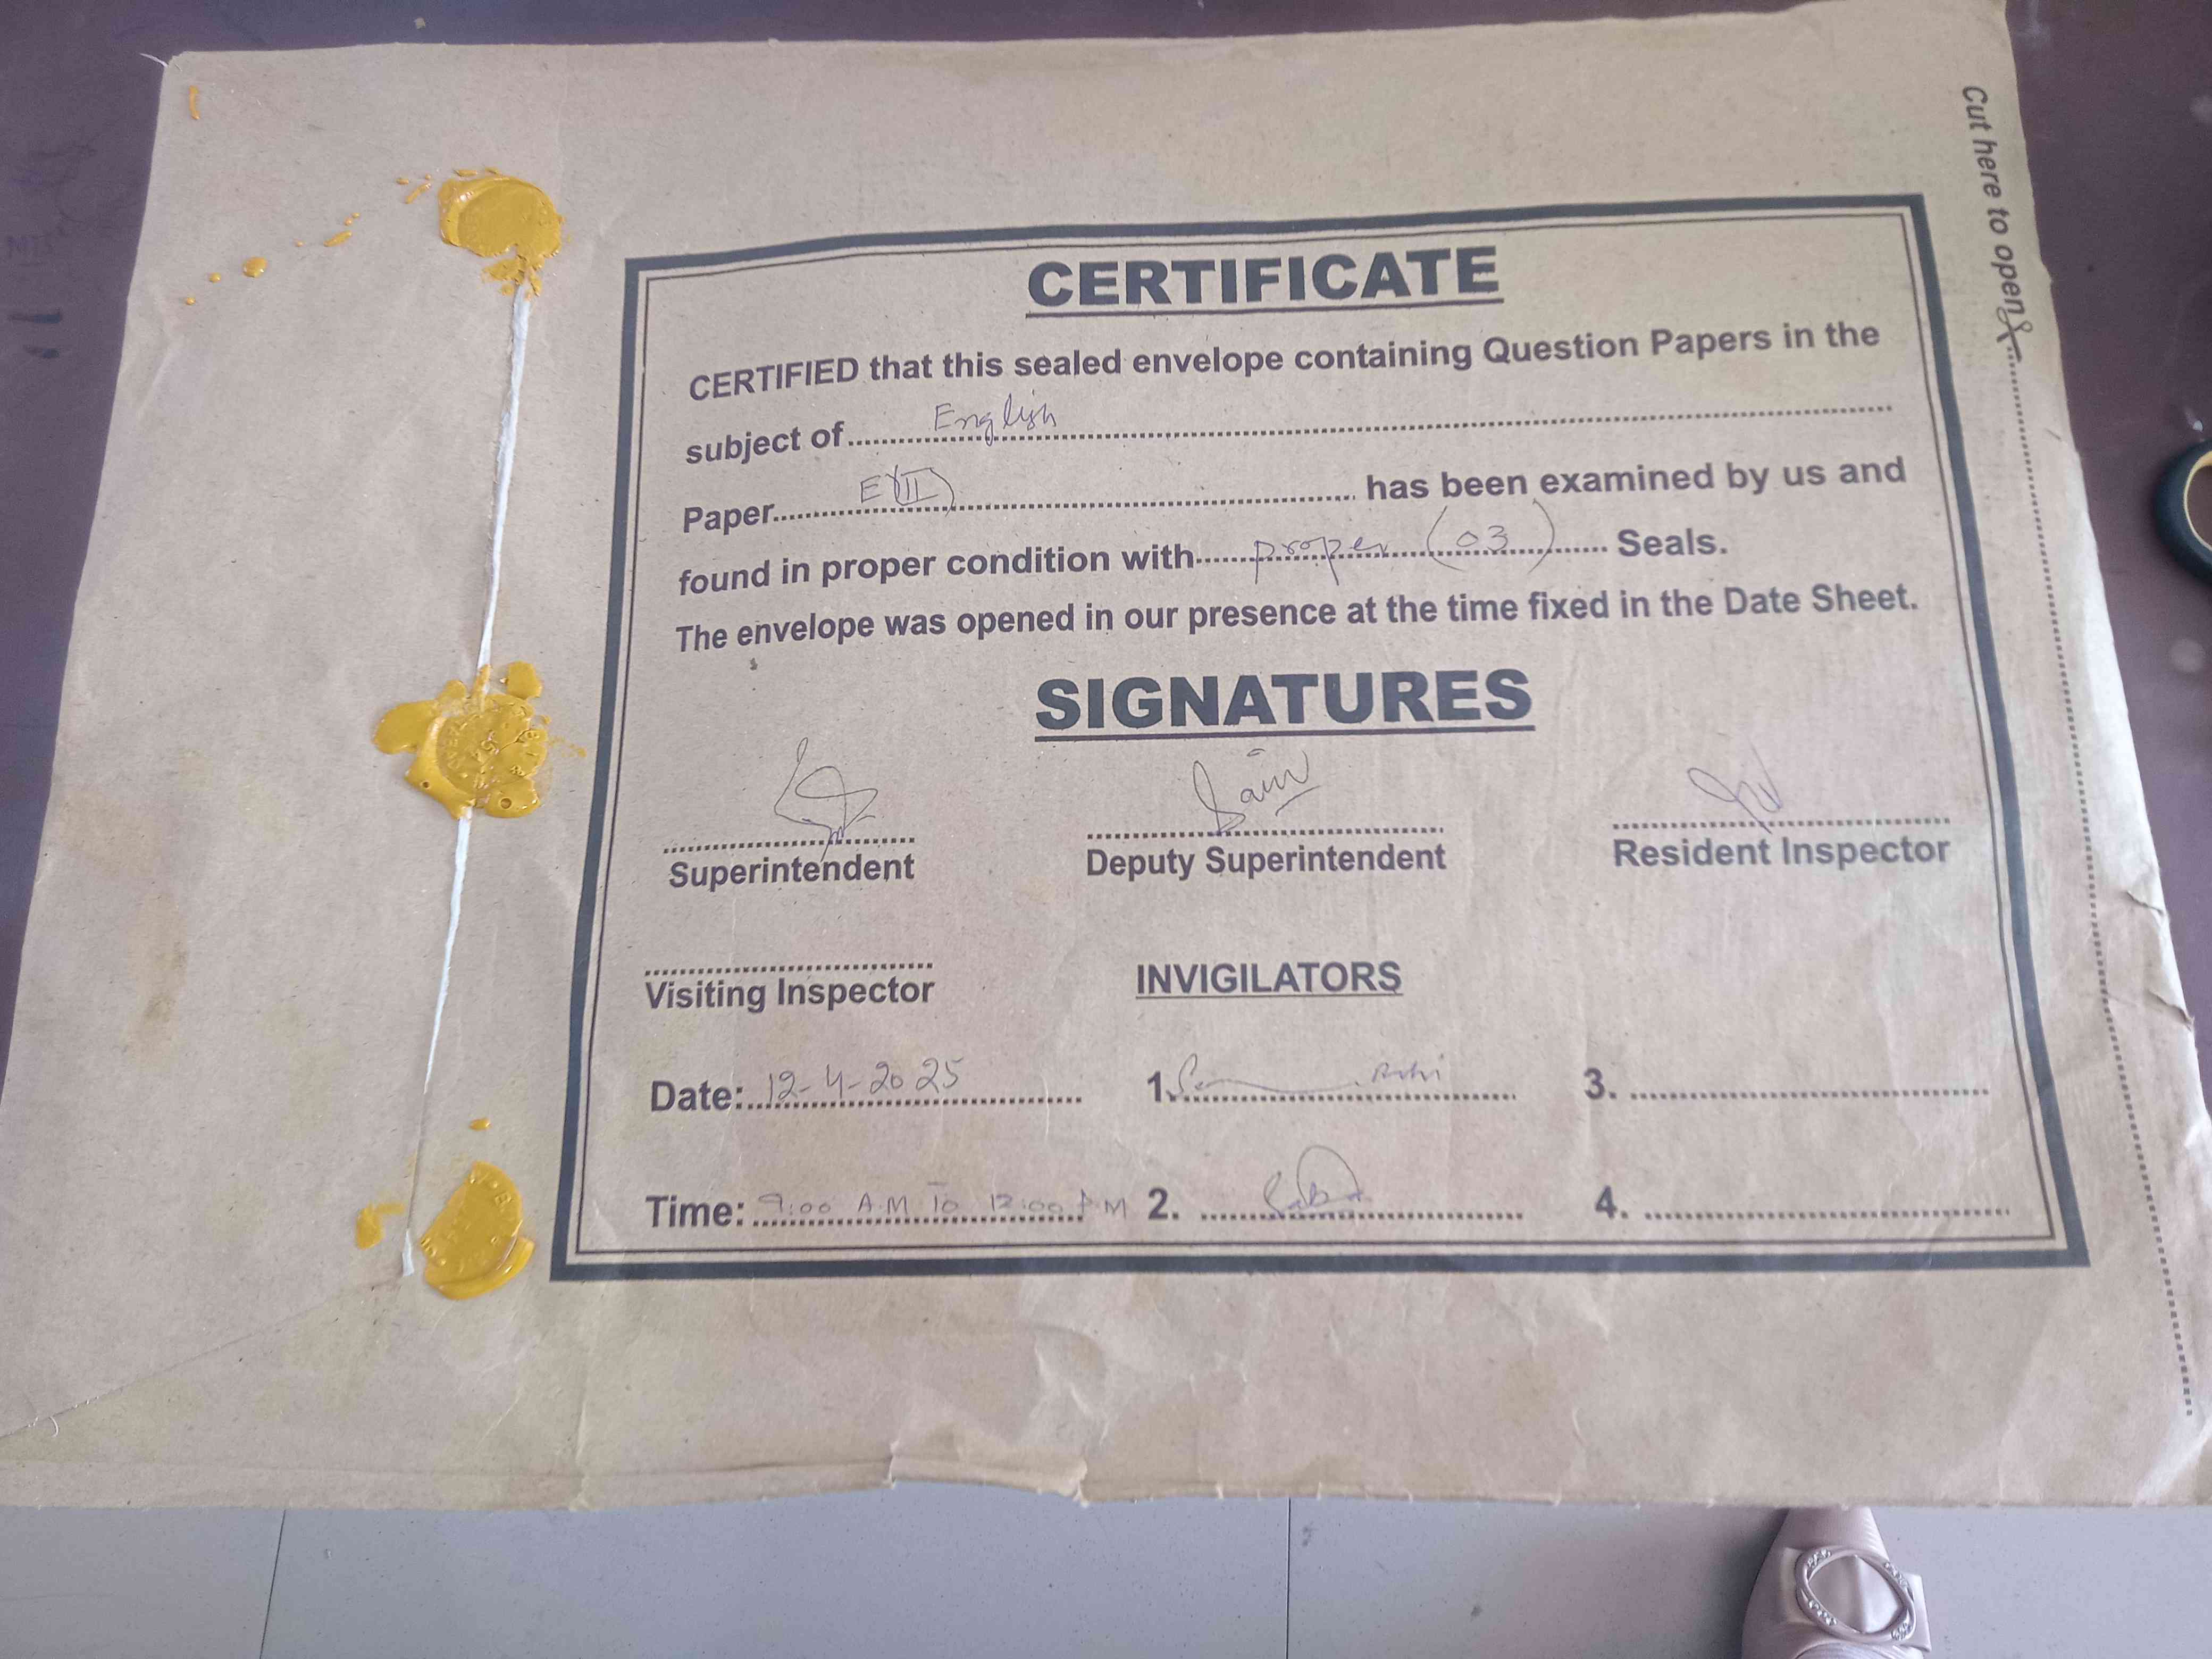 Cut here to open
CERTIFICATE
CERTIFIED that this sealed envelope containing Question Papers in the
subject of English
Paper E(II) has been examined by us and
found in proper condition with proper (03) Seals.
The envelope was opened in our presence at the time fixed in the Date Sheet.
SIGNATURES
Superintendent Deputy Superintendent Resident Inspector
Visiting Inspector INVIGILATORS
Date: 12-4-2025 1. 3.
Time: 9:00 A.M To 12:00 P M 2. 4.